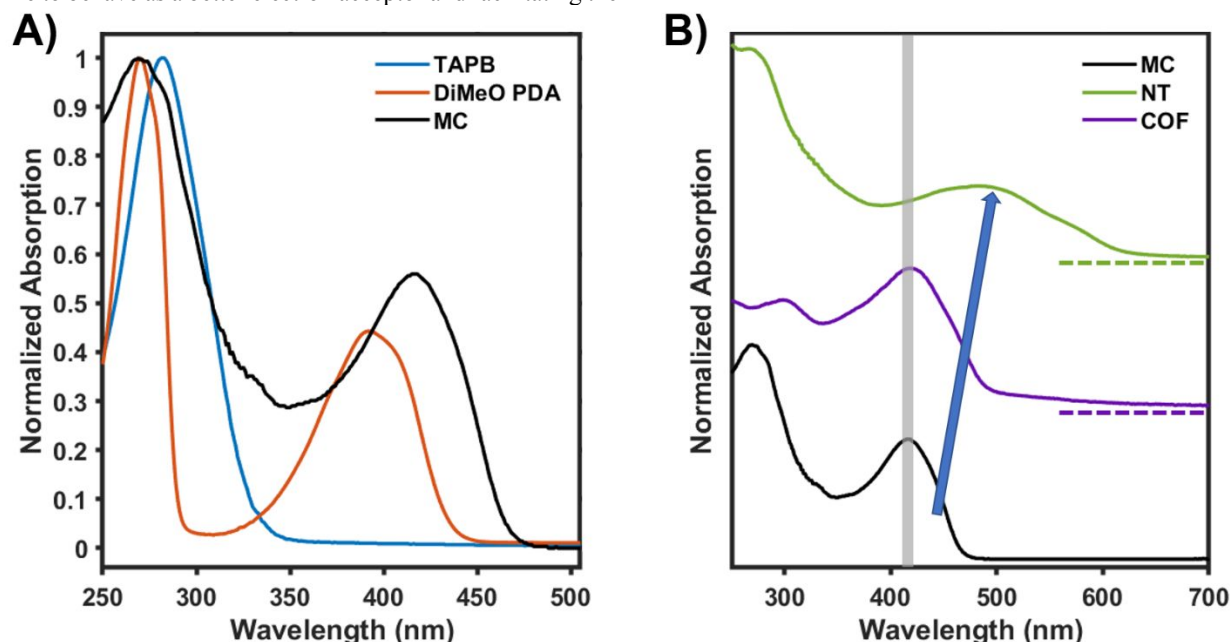 A)
TAPB
DiMeO PDA
MC
1
0.9
0.8
0.7
0.6
0.5
0.4
0.3
0.2
0.1
0
Normalized Absorption
250 300 350 400 450 500
Wavelength (nm)
B)
MC
NT
COF
Normalized Absorption
300 400 500 600 700
Wavelength (nm)